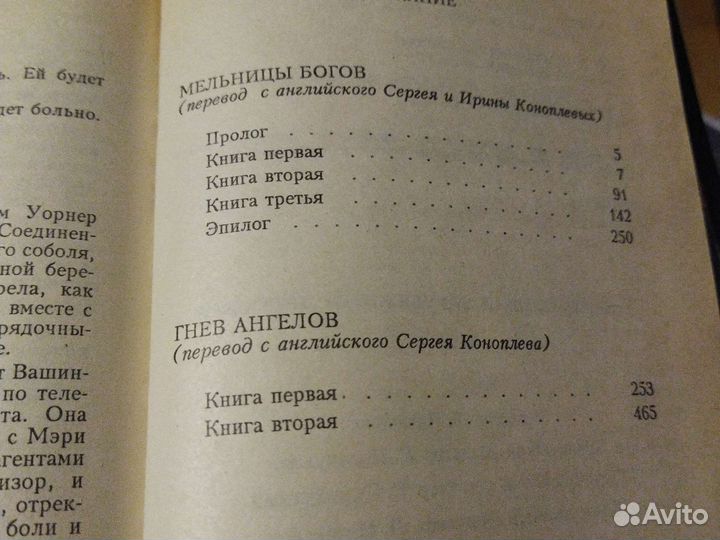 ь. Ей будет
дет больно.
м Уорнер
Соединен-
го соболя,
ной бере-
рела, как
вместе с
рядочны-
е.
т Вашин-
по теле-
та. Она
с Мэри
агентами
изор, и
, отрек-
боли и
МЕЛЬНИЦЫ БОГОВ
(перевод с английского Сергея и Ирины Коноплевых)
Пролог . . . . . . . . . . . . 5
Книга первая . . . . . . . . . . 7
Книга вторая . . . . . . . . . . 91
Книга третья . . . . . . . . . . 142
Эпилог . . . . . . . . . . . . 250
ГНЕВ АНГЕЛОВ
(перевод с английского Сергея Коноплева)
Книга первая . . . . . . . . . . 253
Книга вторая . . . . . . . . . . 465
Avito